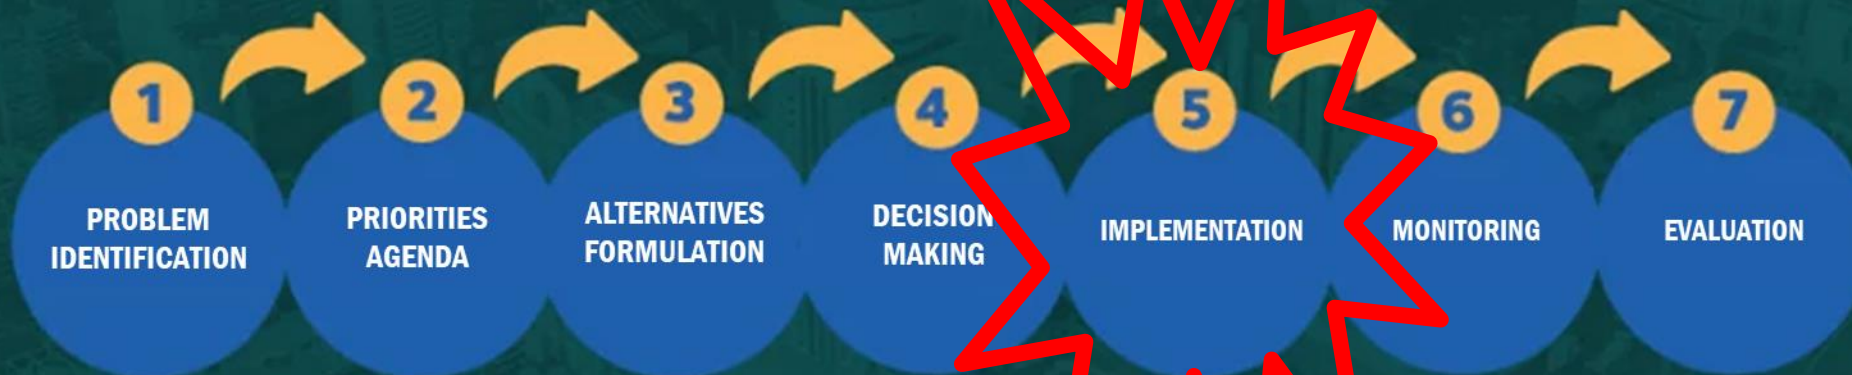 1
PROBLEM
IDENTIFICATION
2
PRIORITIES
AGENDA
3
ALTERNATIVES
FORMULATION
4
DECISION
MAKING
5
IMPLEMENTATION
6
MONITORING
7
EVALUATION